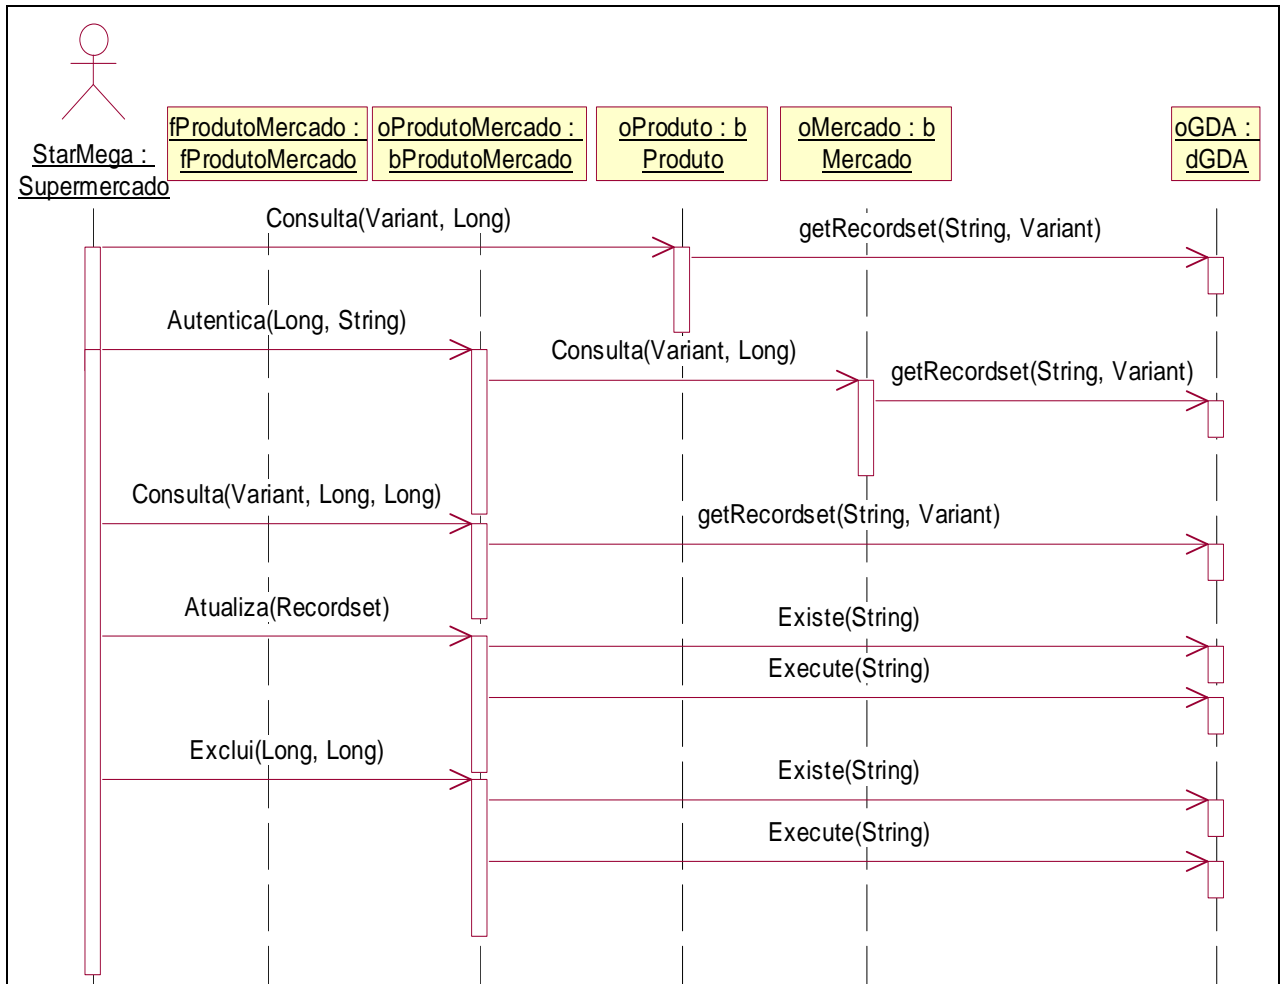 StarMega :
Supermercado
fProdutoMercado :
fProdutoMercado
oProdutoMercado :
bProdutoMercado
oProduto : b
Produto
oMercado : b
Mercado
oGDA :
dGDA
Consulta(Variant, Long)
getRecordset(String, Variant)
Autentica(Long, String)
Consulta(Variant, Long)
getRecordset(String, Variant)
Consulta(Variant, Long, Long)
getRecordset(String, Variant)
Atualiza(Recordset)
Existe(String)
Execute(String)
Exclui(Long, Long)
Existe(String)
Execute(String)